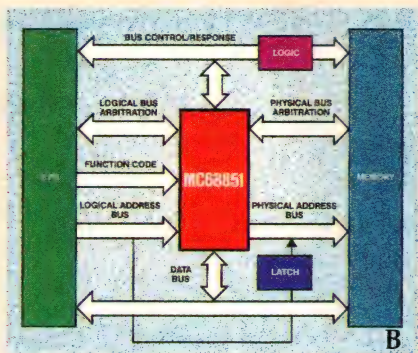 BUS CONTROL/RESPONSE
LOGIC
LOGICAL BUS
ARBITRATION
PHYSICAL BUS
ARBITRATION
FUNCTION CODE
MC68851
MEMORY
LOGICAL ADDRESS
BUS
PHYSICAL ADDRESS
BUS
DATA
BUS
LATCH
B